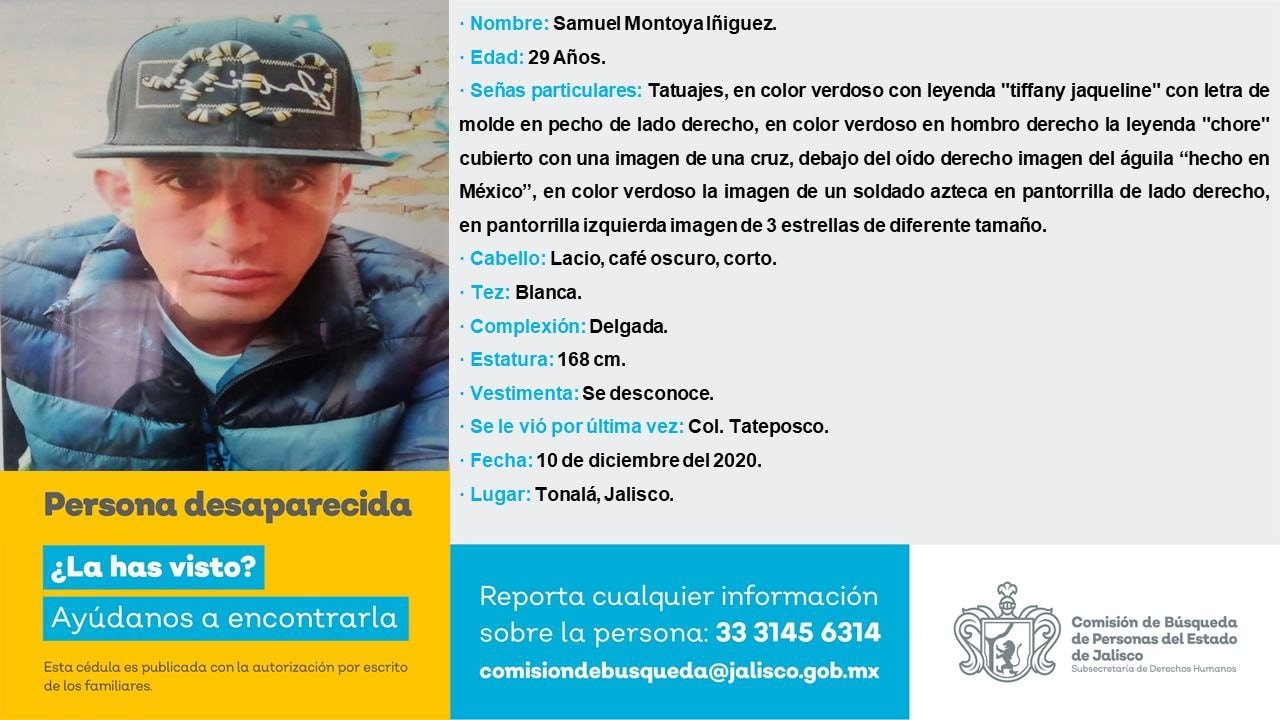 · Nombre: Samuel Montoya Iñiguez.
· Edad: 29 Años.
· Señas particulares: Tatuajes, en color verdoso con leyenda "tiffany jaqueline" con letra de
molde en pecho de lado derecho, en color verdoso en hombro derecho la leyenda "chore"
cubierto con una imagen de una cruz, debajo del oído derecho imagen del águila “hecho en
México”, en color verdoso la imagen de un soldado azteca en pantorrilla de lado derecho,
en pantorrilla izquierda imagen de 3 estrellas de diferente tamaño.
· Cabello: Lacio, café oscuro, corto.
· Tez: Blanca.
· Complexión: Delgada.
· Estatura: 168 cm.
· Vestimenta: Se desconoce.
· Se le vió por última vez: Col. Tateposco.
· Fecha: 10 de diciembre del 2020.
· Lugar: Tonalá, Jalisco.
Persona desaparecida
¿La has visto?
Ayúdanos a encontrarla
Esta cédula es publicada con la autorización por escrito
de los familiares.
Reporta cualquier información
sobre la persona: 33 3145 6314
comisiondebusqueda@jalisco.gob.mx
Comisión de Búsqueda
de Personas del Estado
de Jalisco
Subsecretaría de Derechos Humanos